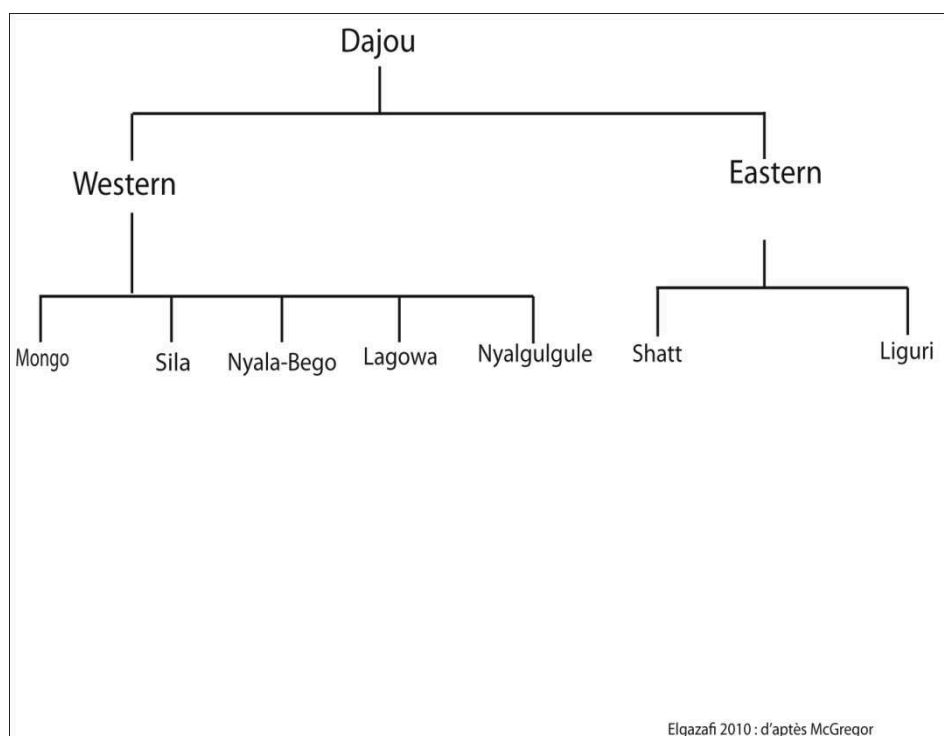 Dajou
Western
Eastern
Mongo
Sila
Nyala-Bego
Lagowa
Nyalgulgule
Shatt
Liguri
Elgazafi 2010 : d'aptès McGregor